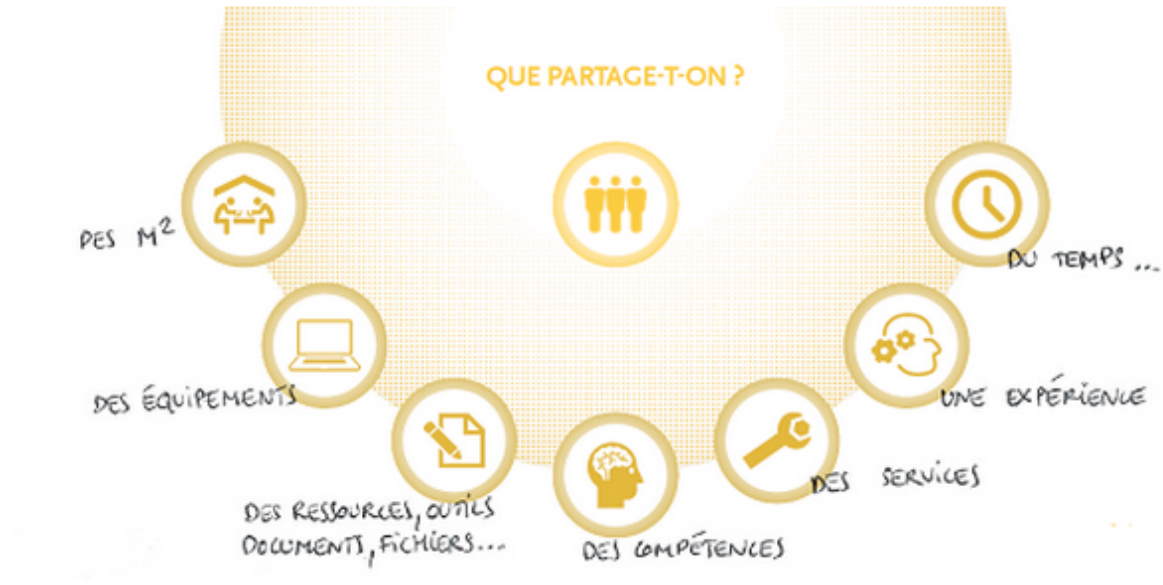 QUE PARTAGE-T-ON ?
DES M²
DES ÉQUIPEMENTS
DES RESSOURCES, OUTILS
DOCUMENTS, FICHIERS...
DES COMPÉTENCES
DES SERVICES
UNE EXPÉRIENCE
DU TEMPS ...